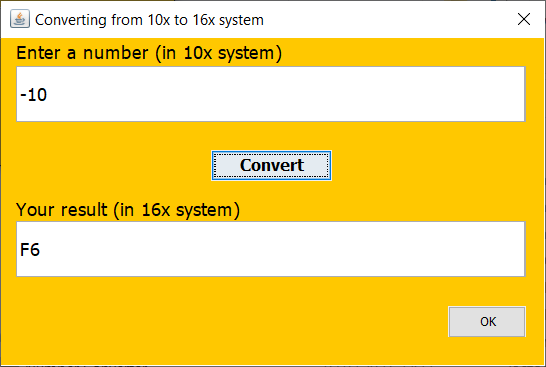 Converting from 10x to 16x system
Enter a number (in 10x system)
-10
Convert
Your result (in 16x system)
F6
OK